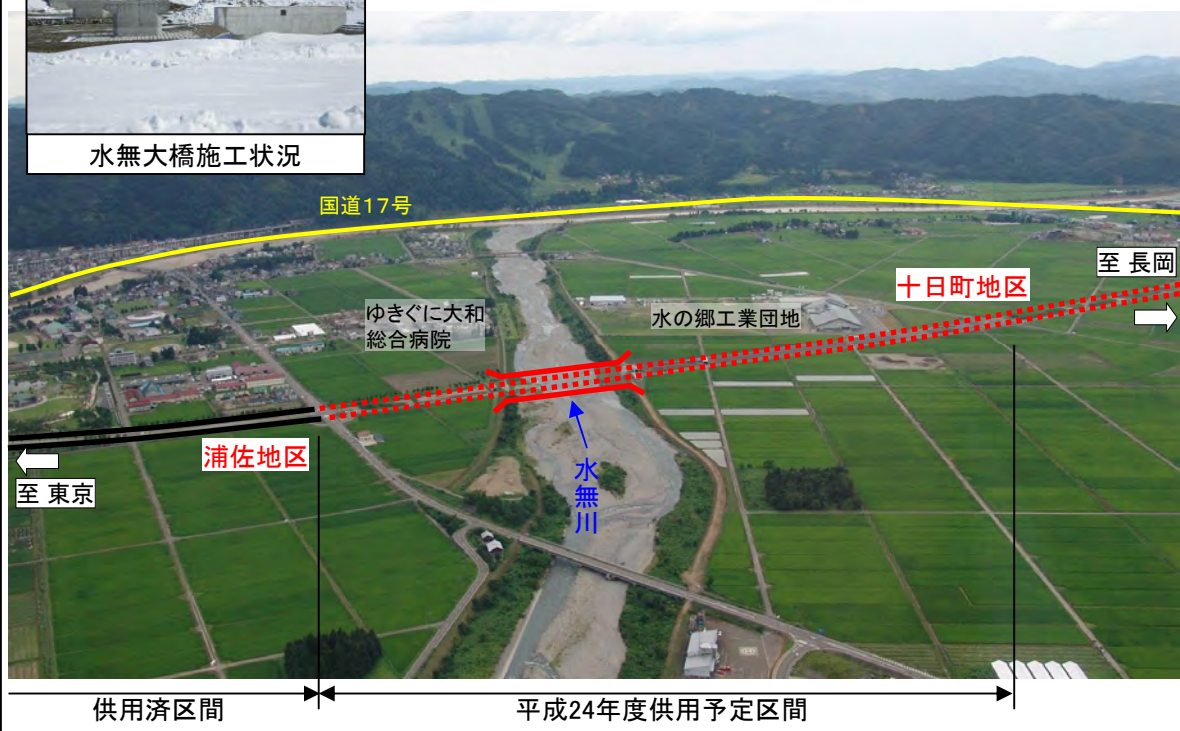 水無大橋施工状況
国道17号
至 長岡
十日町地区
ゆきぐに大和
総合病院
水の郷工業団地
浦佐地区
至 東京
水無川
供用済区間
平成24年度供用予定区間